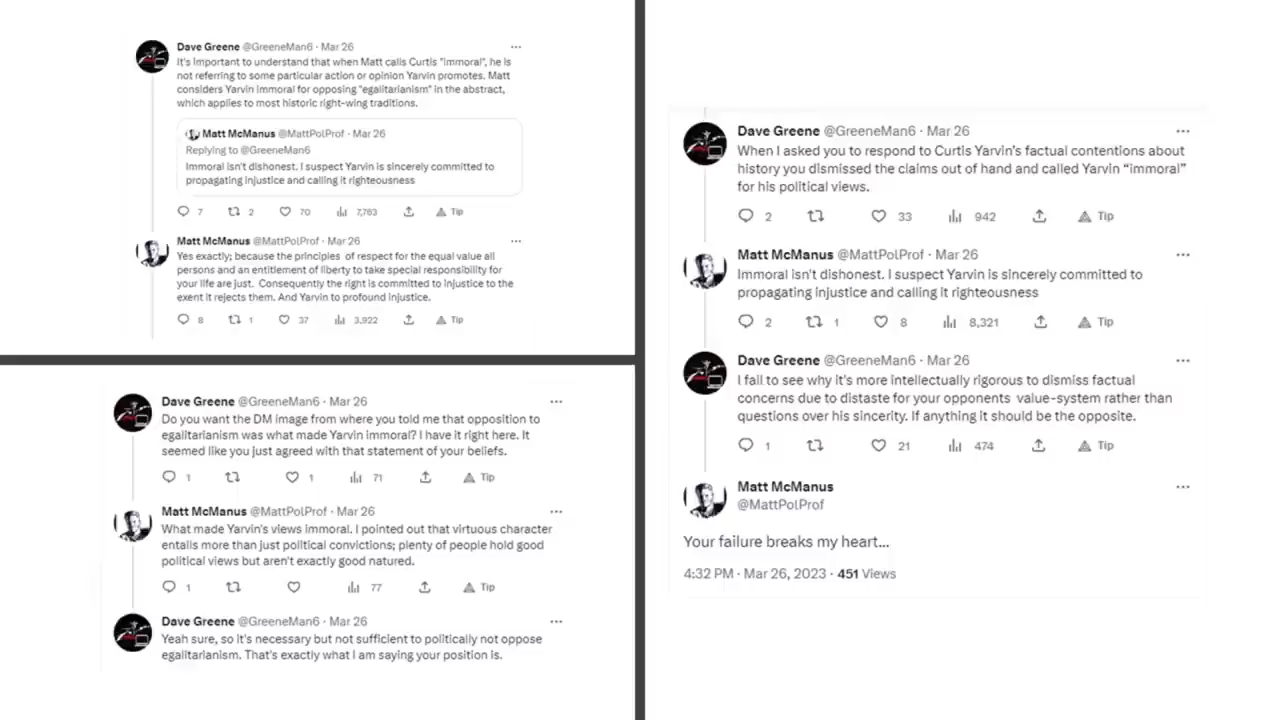 Dave Greene @GreeneMan6 · Mar 26
It's important to understand that when Matt calls Curtis "immoral", he is
not referring to some particular action or opinion Yarvin promotes. Matt
considers Yarvin immoral for opposing "egalitarianism" in the abstract,
which applies to most historic right-wing traditions.
Matt McManus @MattPolProf · Mar 26
Replying to @GreeneMan6
Immoral isn't dishonest. I suspect Yarvin is sincerely committed to
propagating injustice and calling it righteousness
7 2 70 7,763 Tip
Matt McManus @MattPolProf · Mar 26
Yes exactly; because the principles of respect for the equal value all
persons and an entitlement of liberty to take special responsibility for
your life are just. Consequently the right is committed to injustice to the
exent it rejects them. And Yarvin to profound injustice.
8 1 37 3,922 Tip
Dave Greene @GreeneMan6 · Mar 26
Do you want the DM image from where you told me that opposition to
egalitarianism was what made Yarvin immoral? I have it right here. It
seemed like you just agreed with that statement of your beliefs.
1 1 71 Tip
Matt McManus @MattPolProf · Mar 26
What made Yarvin's views immoral. I pointed out that virtuous character
entails more than just political convictions; plenty of people hold good
political views but aren't exactly good natured.
1 77 Tip
Dave Greene @GreeneMan6 · Mar 26
Yeah sure, so it's necessary but not sufficient to politically not oppose
egalitarianism. That's exactly what I am saying your position is.
Dave Greene @GreeneMan6 · Mar 26
When I asked you to respond to Curtis Yarvin's factual contentions about
history you dismissed the claims out of hand and called Yarvin “immoral”
for his political views.
2 33 942 Tip
Matt McManus @MattPolProf · Mar 26
Immoral isn't dishonest. I suspect Yarvin is sincerely committed to
propagating injustice and calling it righteousness
2 1 8 8,321 Tip
Dave Greene @GreeneMan6 · Mar 26
I fail to see why it's more intellectually rigorous to dismiss factual
concerns due to distaste for your opponents value-system rather than
questions over his sincerity. If anything it should be the opposite.
1 21 474 Tip
Matt McManus
@MattPolProf
Your failure breaks my heart...
4:32 PM · Mar 26, 2023 · 451 Views